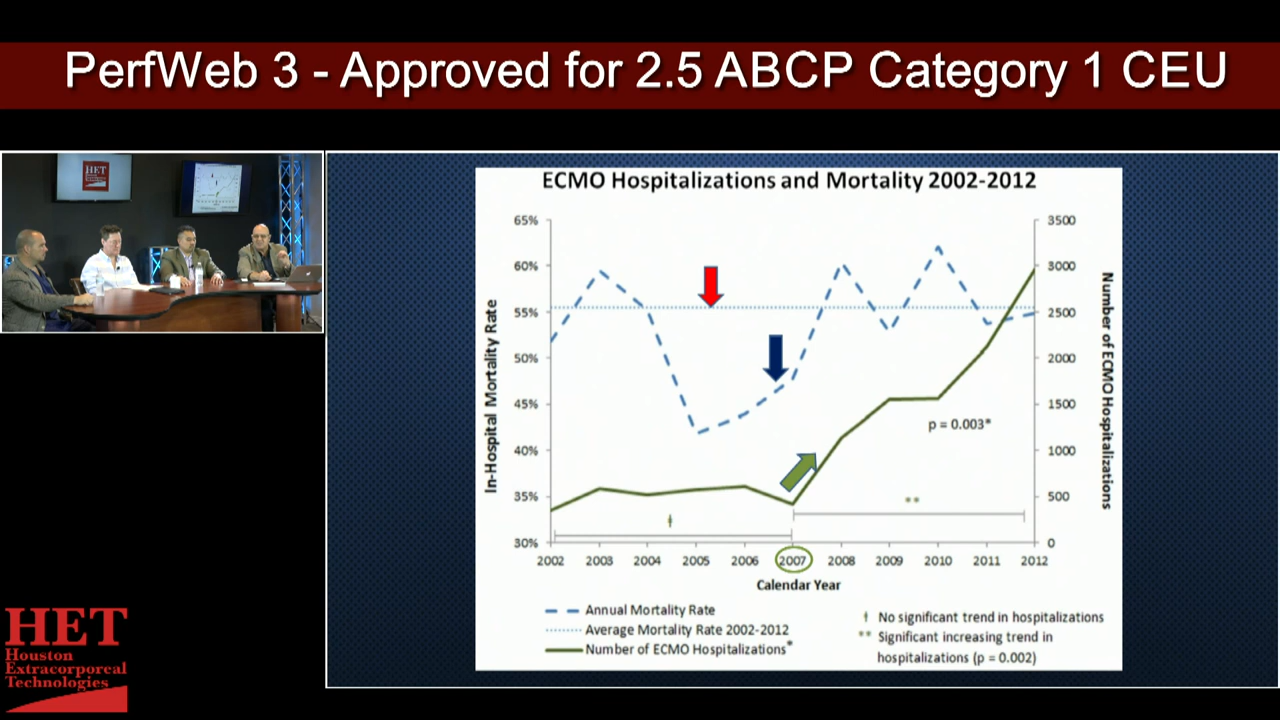 PerfWeb 3 - Approved for 2.5 ABCP Category 1 CEU
HET
ECMO Hospitalizations and Mortality 2002-2012
65%
60%
55%
50%
45%
40%
35%
30%
In-Hospital Mortality Rate
3500
3000
2500
2000
1500
1000
500
0
Number of ECMO Hospitalizations
p = 0.003*
**
ǂ
2002 2003 2004 2005 2006 2007 2008 2009 2010 2011 2012
Calendar Year
Annual Mortality Rate
Average Mortality Rate 2002-2012
Number of ECMO Hospitalizations*
ǂ No significant trend in hospitalizations
** Significant increasing trend in
hospitalizations (p = 0.002)
HET
Houston
Extracorporeal
Technologies